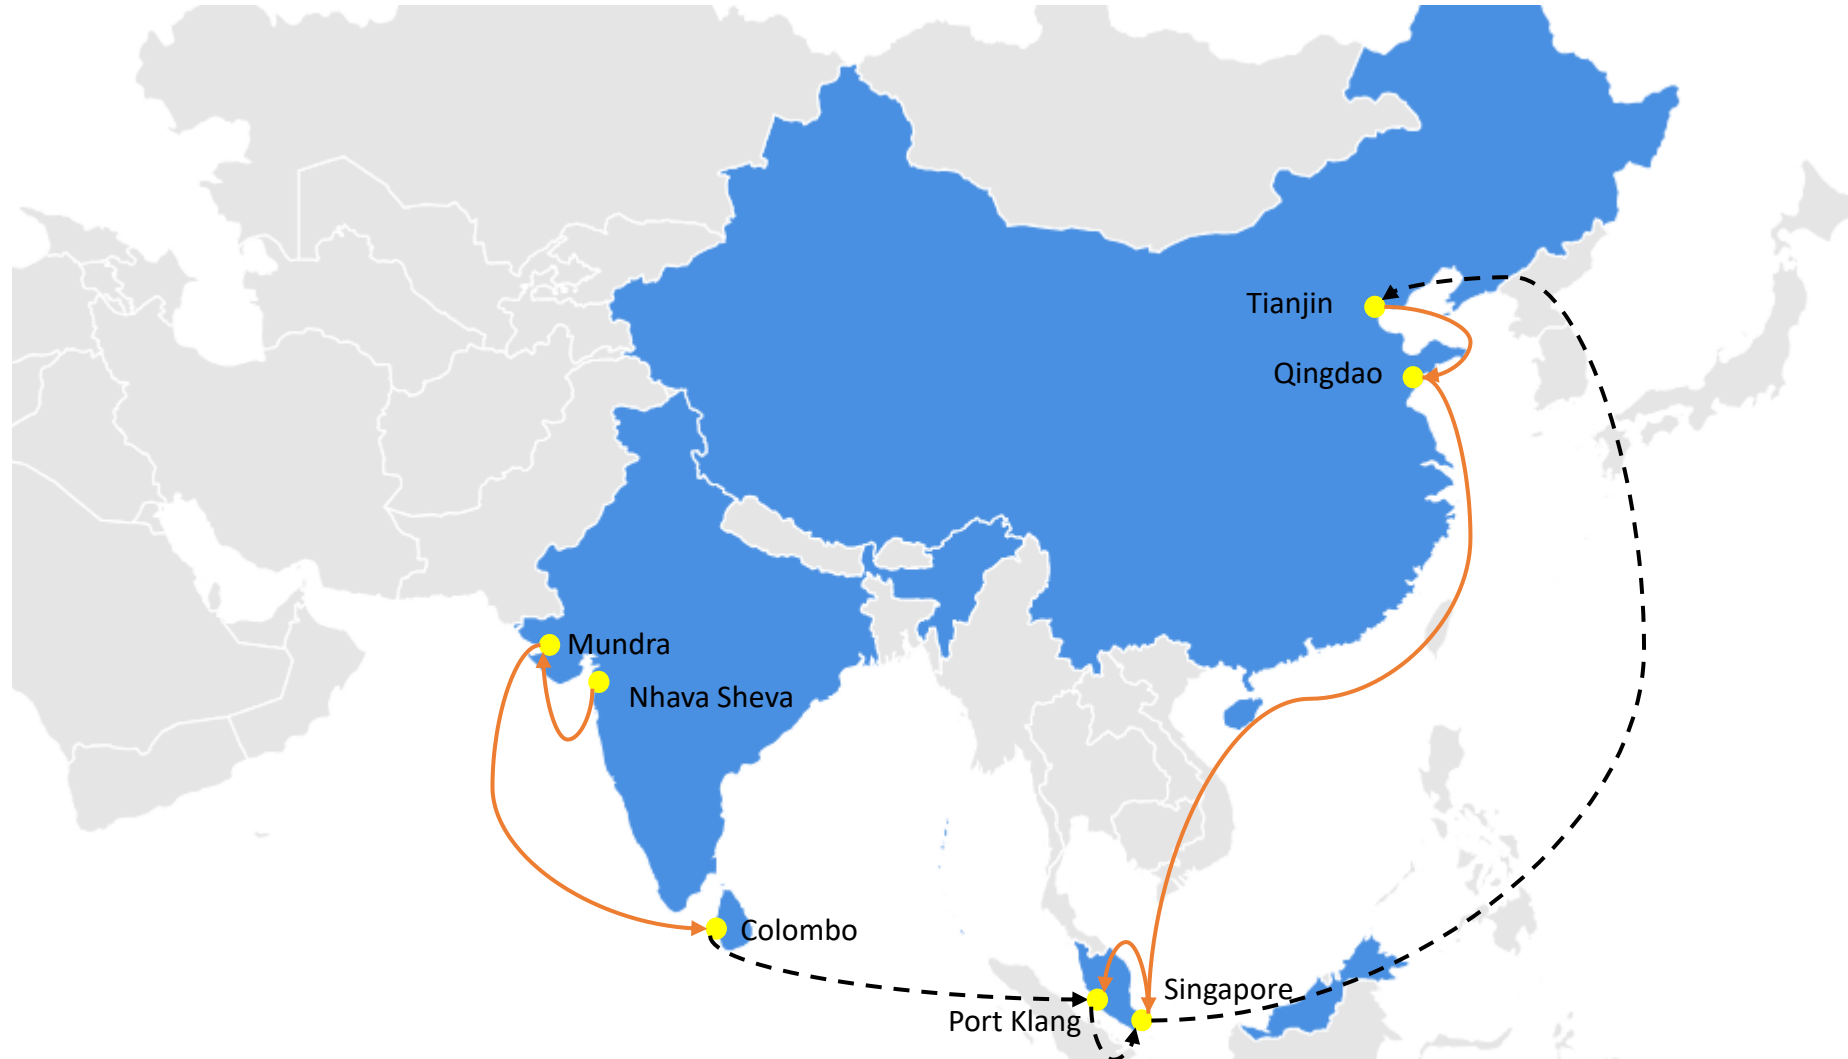 Tianjin
Qingdao
Mundra
Nhava Sheva
Colombo
Singapore
Port Klang